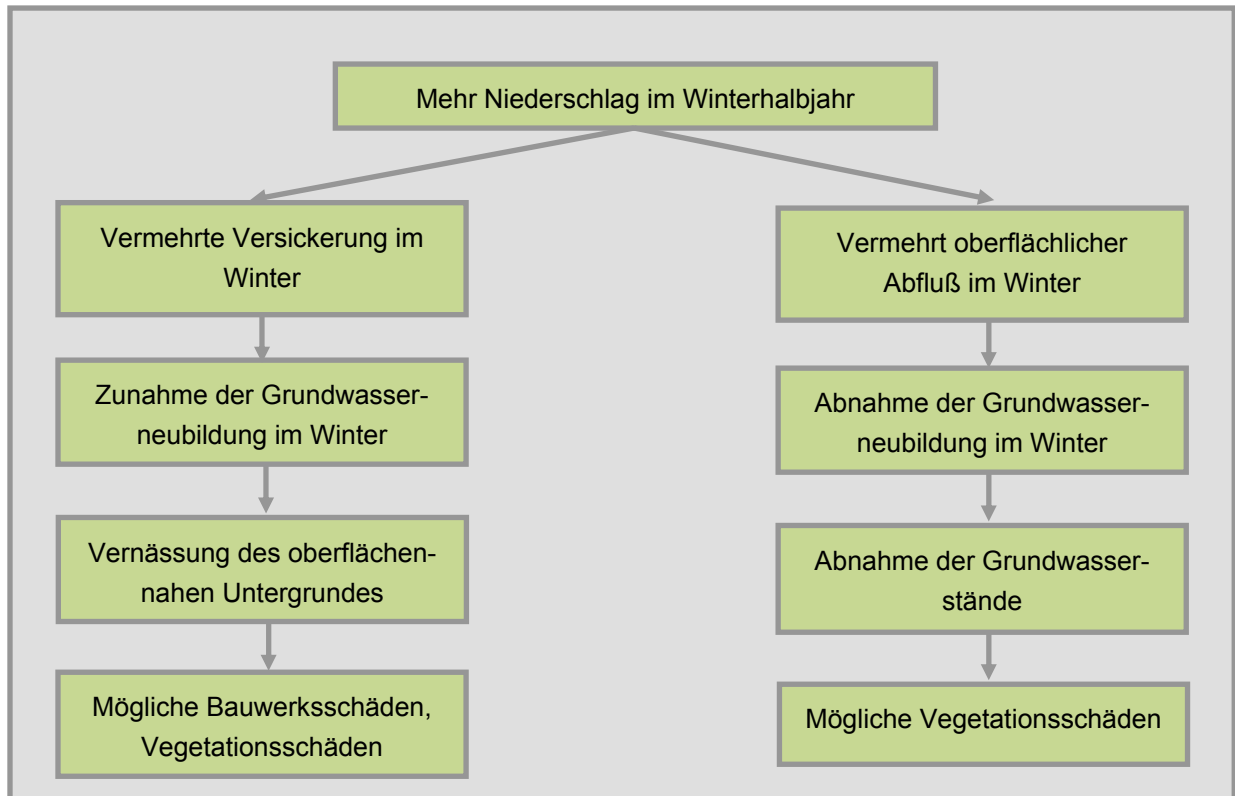 Mehr Niederschlag im Winterhalbjahr
Vermehrte Versickerung im
Winter
Zunahme der Grundwasser-
neubildung im Winter
Vernässung des oberflächen-
nahen Untergrundes
Mögliche Bauwerksschäden,
Vegetationsschäden
Vermehrt oberflächlicher
Abfluß im Winter
Abnahme der Grundwasser-
neubildung im Winter
Abnahme der Grundwasser-
stände
Mögliche Vegetationsschäden